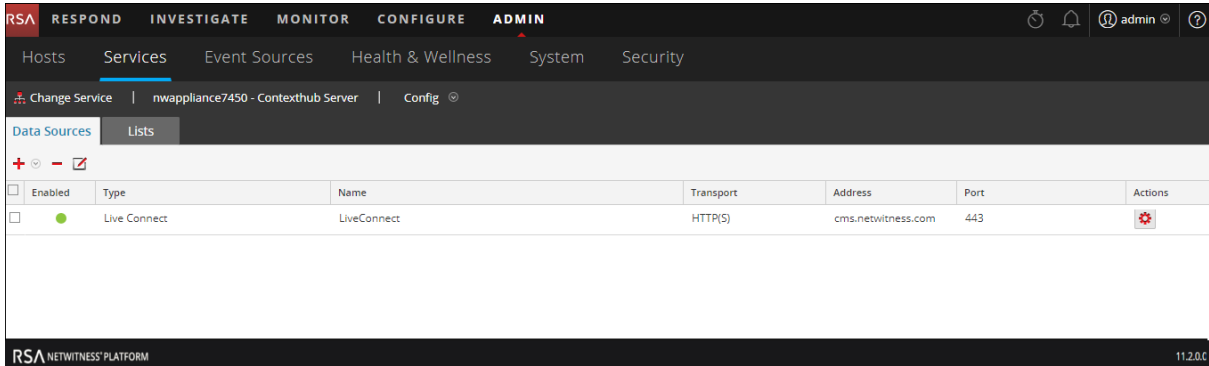 RSA RESPOND INVESTIGATE MONITOR CONFIGURE ADMIN admin ?
Hosts Services Event Sources Health & Wellness System Security
Change Service | nwappliance7450 - Contexthub Server | Config
Data Sources Lists
Enabled Type Name Transport Address Port Actions
Live Connect LiveConnect HTTP(S) cms.netwitness.com 443
RSA NETWITNESS® PLATFORM 11.2.0.0